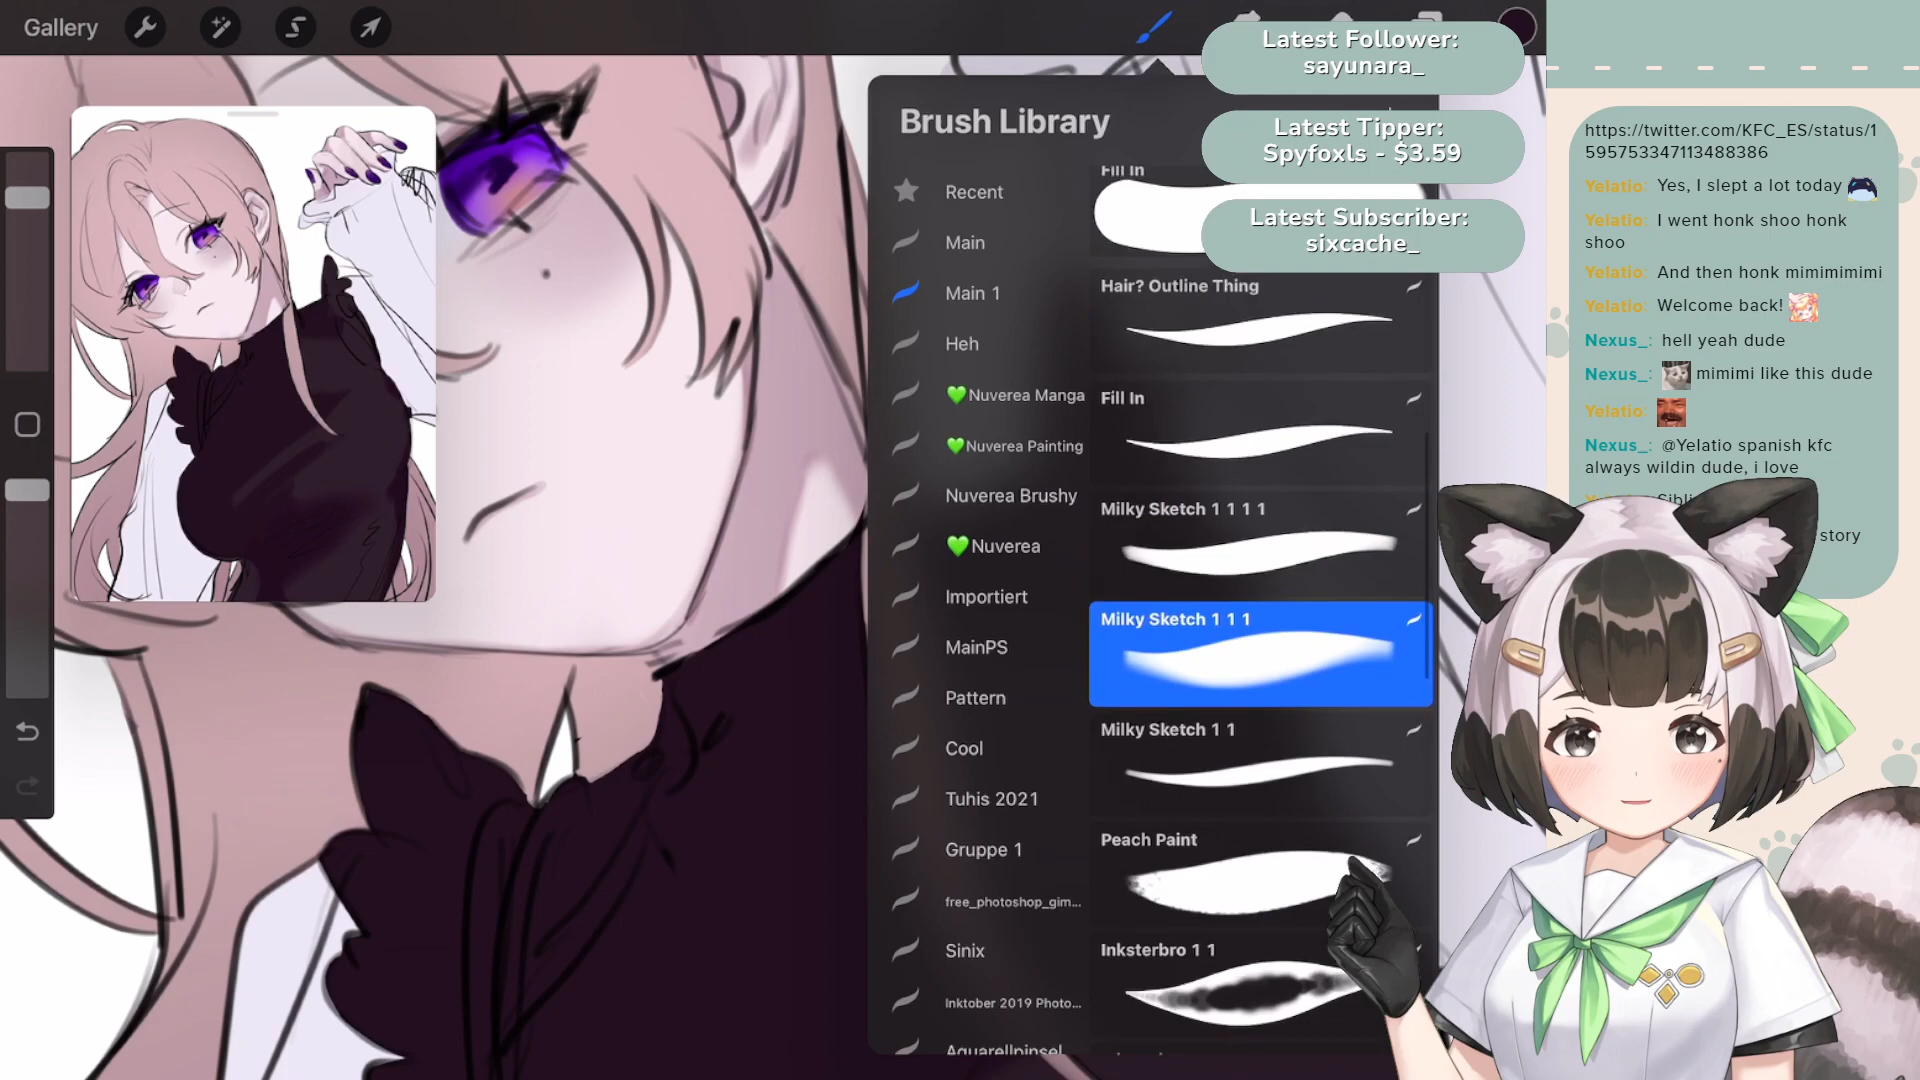 Gallery
Latest Follower:
sayunara_
Latest Tipper:
Spyfoxls - $3.59
Latest Subscriber:
sixcache_
Brush Library
Recent
Main
Main 1
Heh
💚Nuverea Manga
💚Nuverea Painting
Nuverea Brushy
💚Nuverea
Importiert
MainPS
Pattern
Cool
Tuhis 2021
Gruppe 1
free_photoshop_gim...
Sinix
Inktober 2019 Photo...
Aquarellpinsel
Fill In
Hair? Outline Thing
Fill In
Milky Sketch 1 1 1 1
Milky Sketch 1 1 1
Milky Sketch 1 1
Peach Paint
Inksterbro 1 1
https://twitter.com/KFC_ES/status/1
595753347113488386
Yelatio: Yes, I slept a lot today
Yelatio: I went honk shoo honk
shoo
Yelatio: And then honk mimimimimi
Yelatio: Welcome back!
Nexus_: hell yeah dude
Nexus_: mimimi like this dude
Yelatio:
Nexus_: @Yelatio spanish kfc
always wildin dude, i love
story